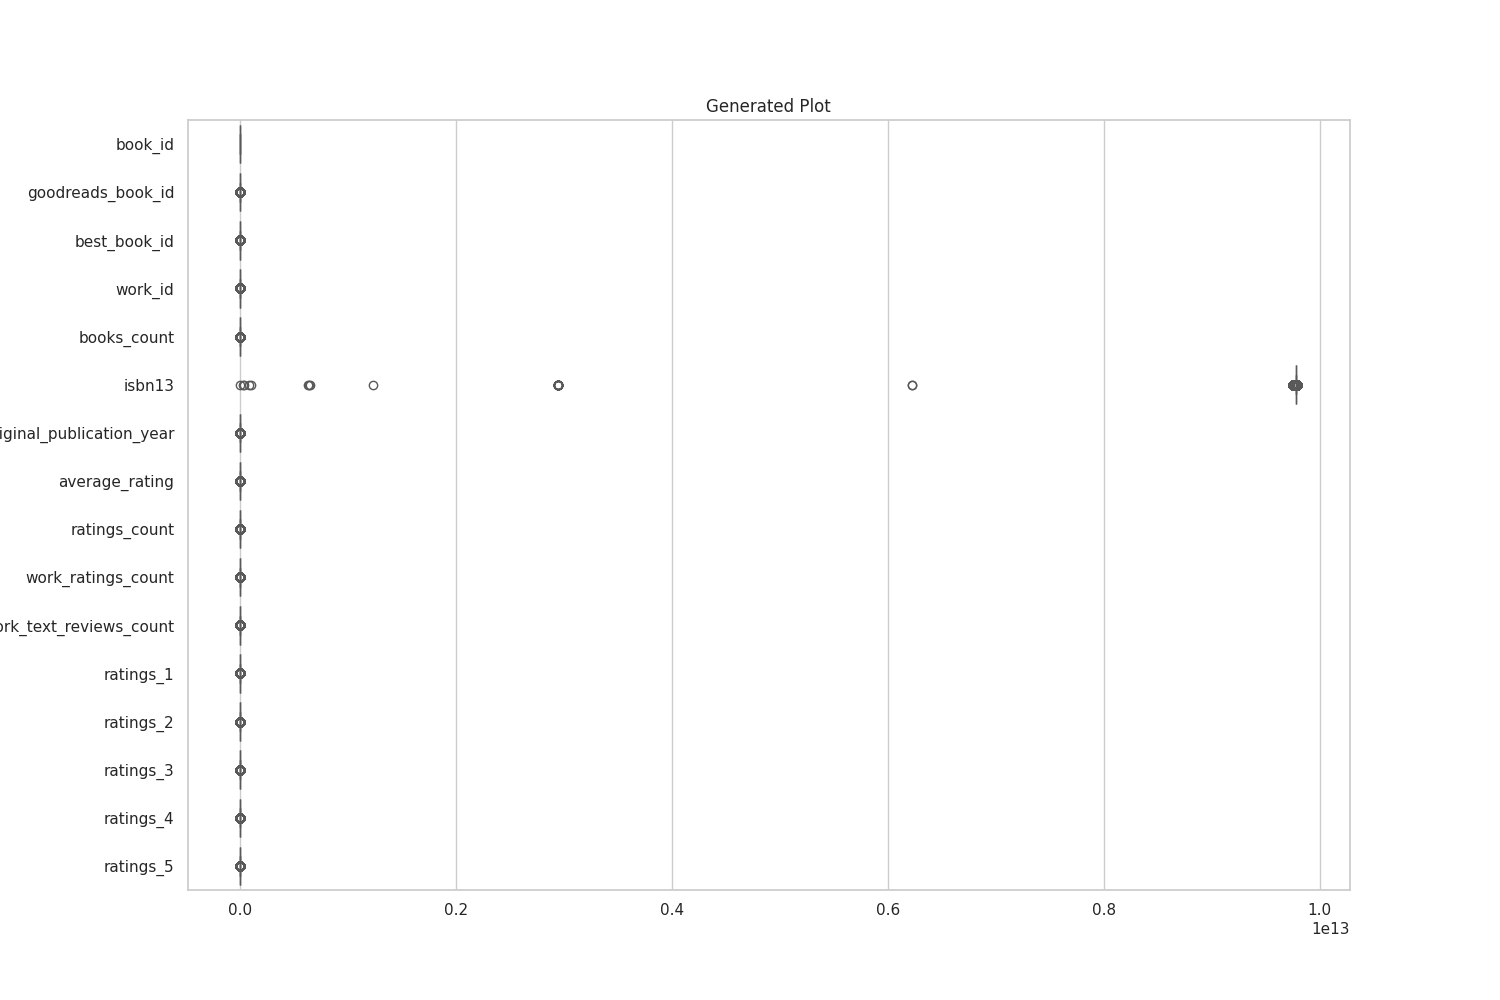 Generated Plot
book_id
goodreads_book_id
best_book_id
work_id
books_count
isbn13
iginal_publication_year
average_rating
ratings_count
work_ratings_count
ork_text_reviews_count
ratings_1
ratings_2
ratings_3
ratings_4
ratings_5
0.0 0.2 0.4 0.6 0.8 1.0
1e13